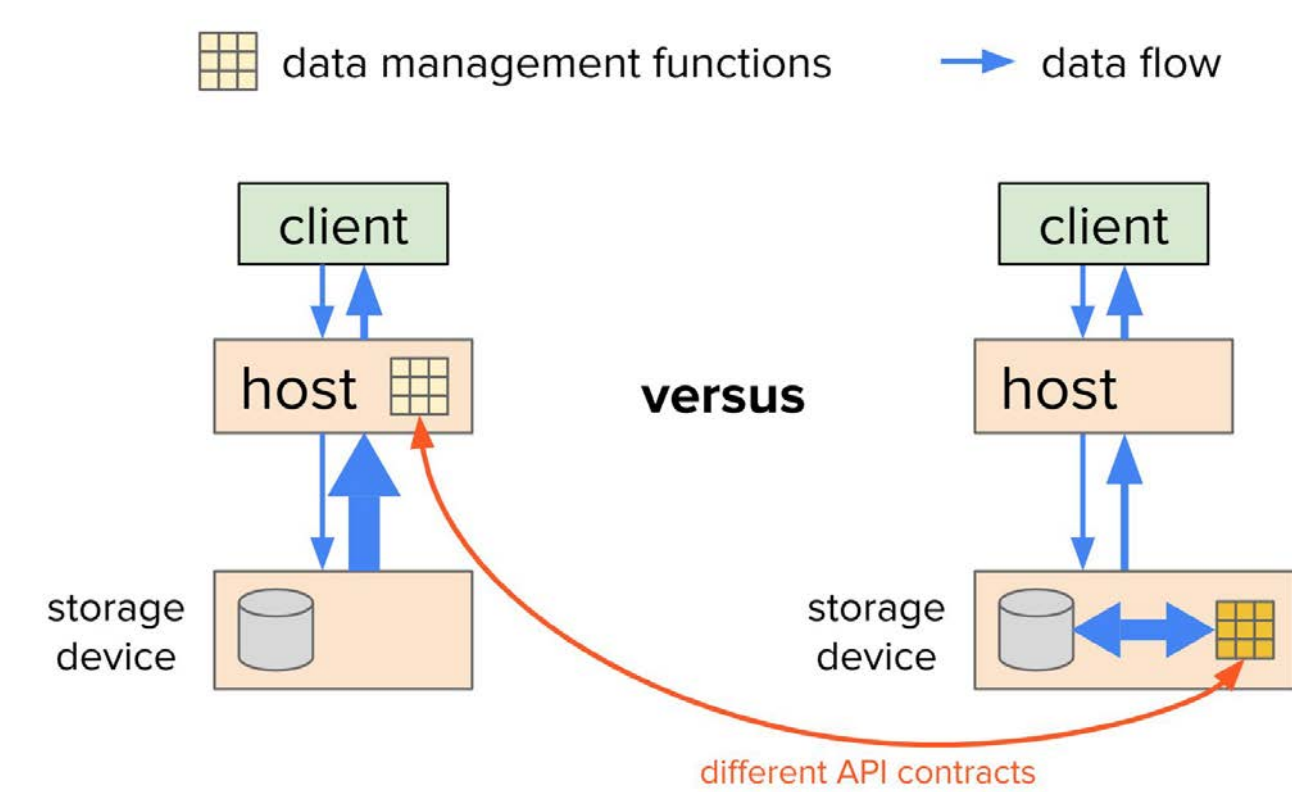 data management functions
data flow
client
client
host
versus
host
storage
device
storage
device
different API contracts